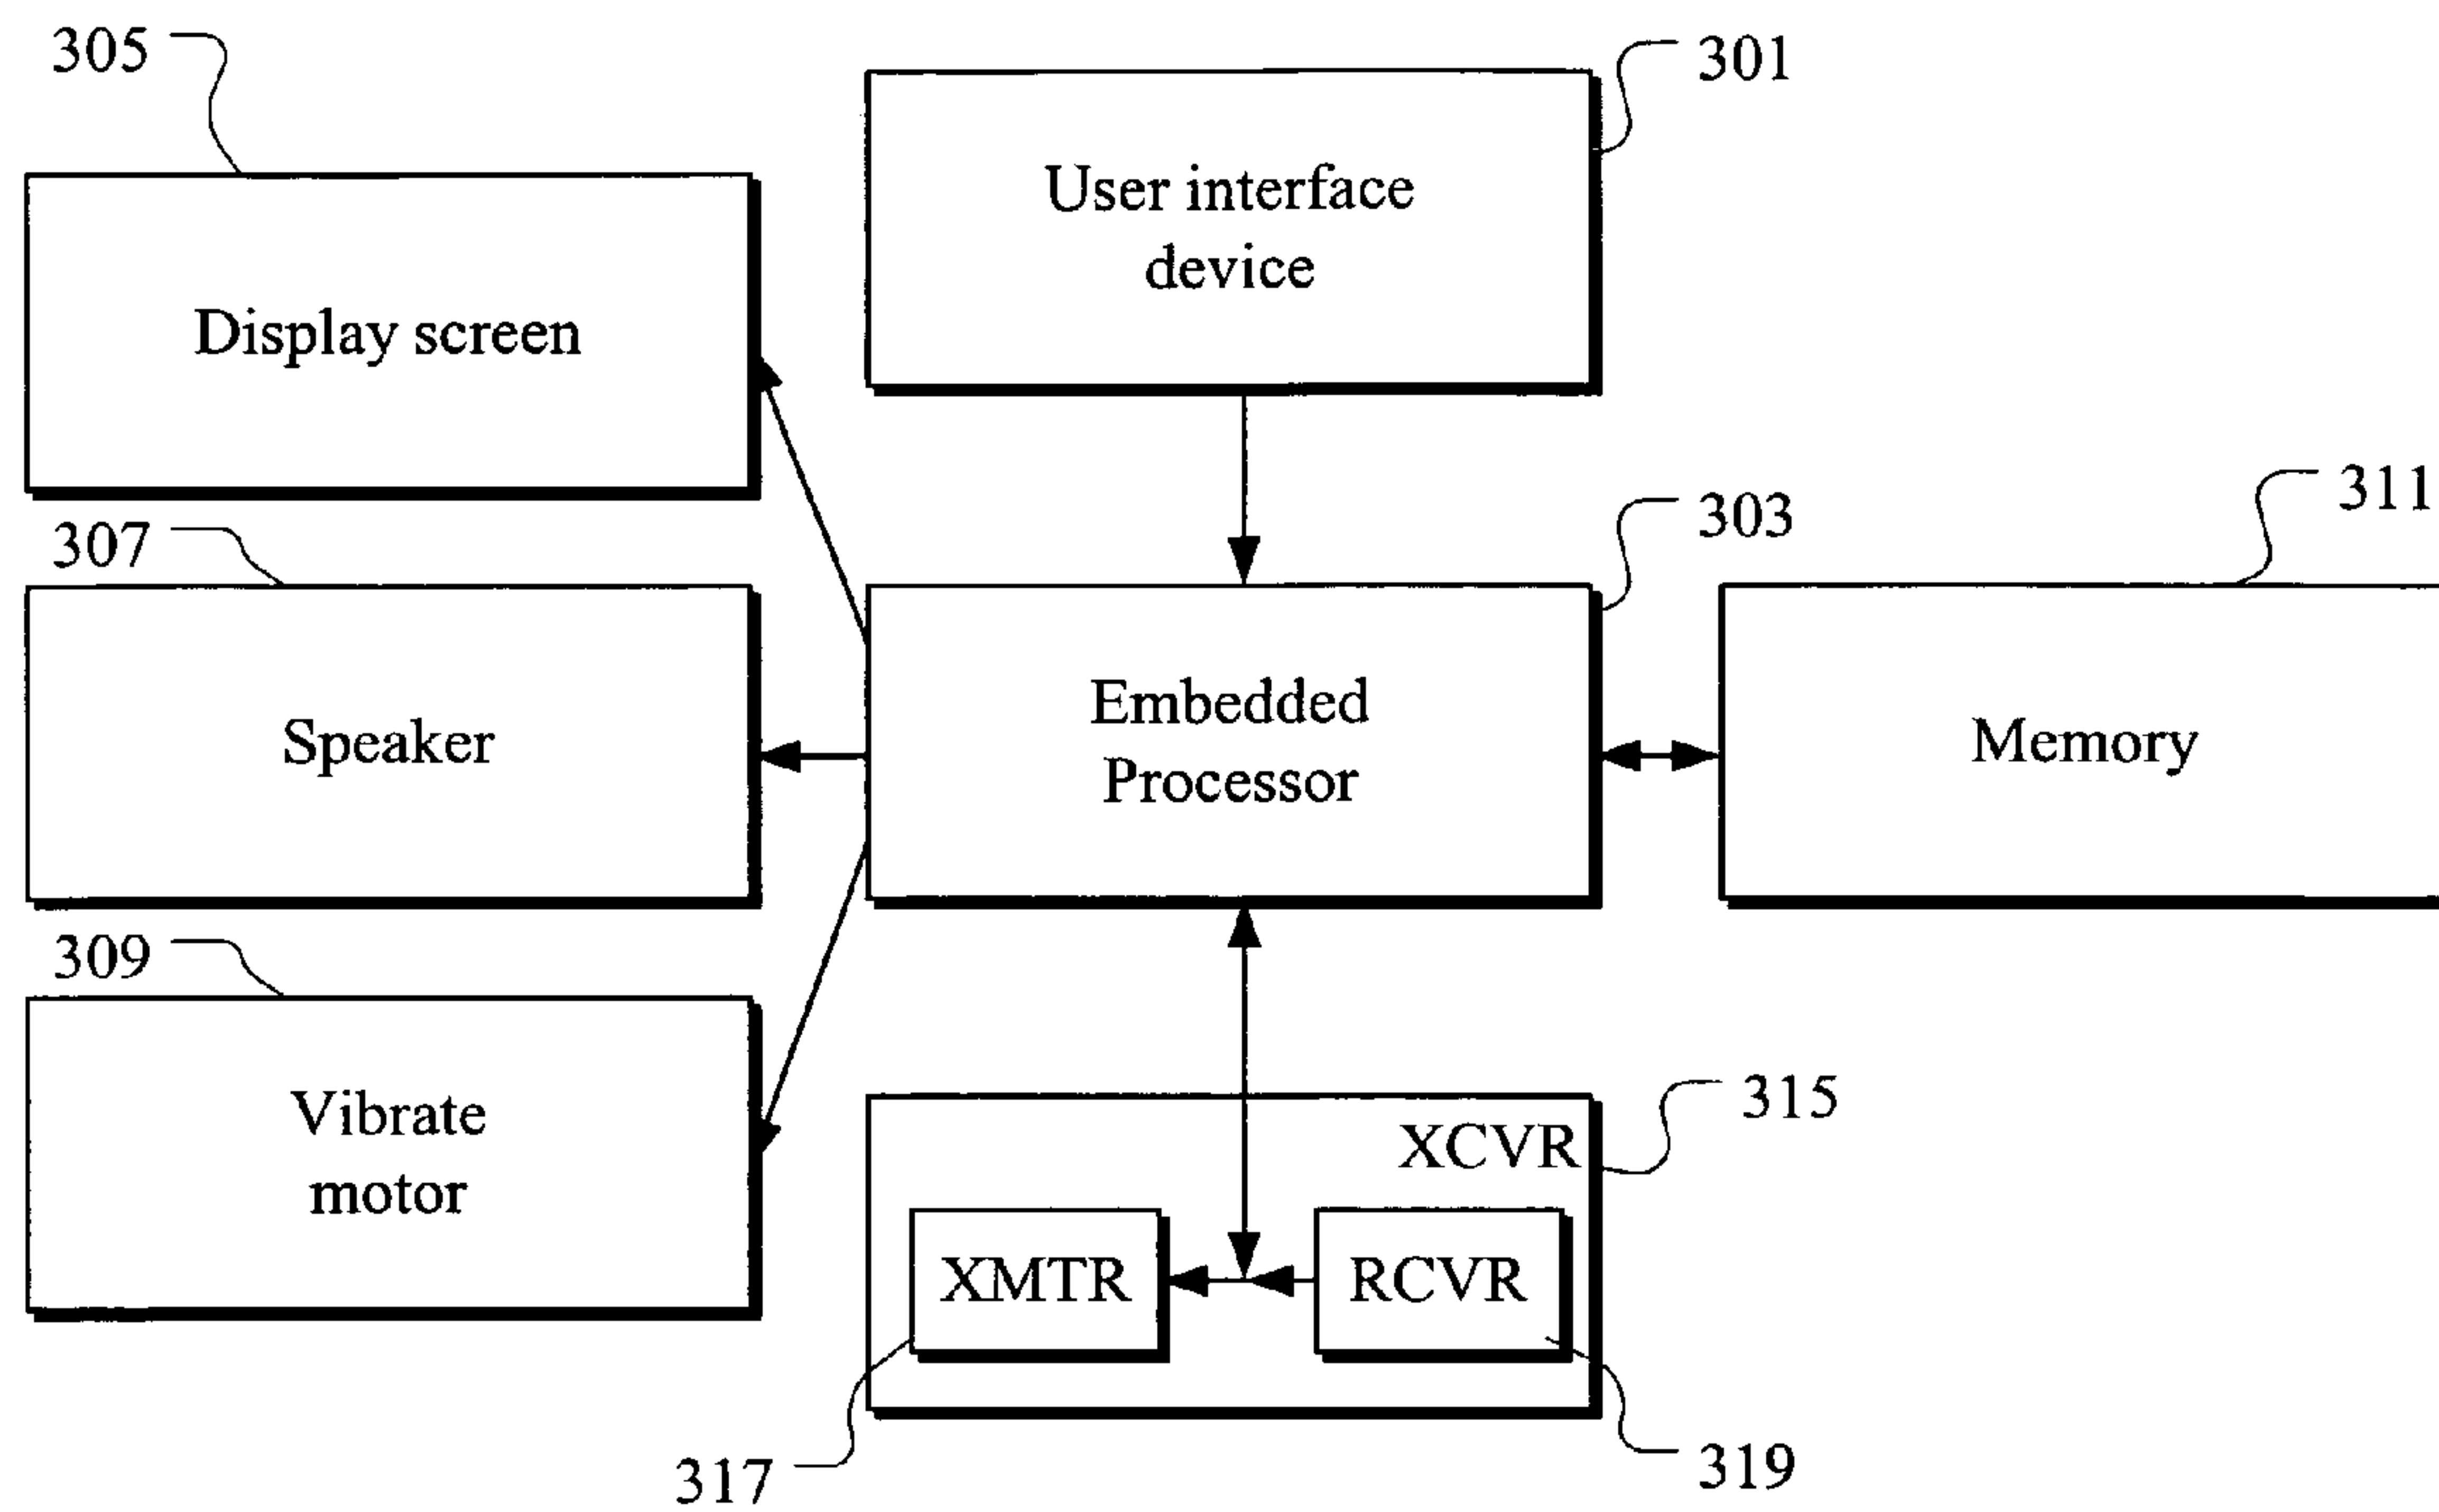 305
301
User interface
device
Display screen
311
303
307
Embedded
Processor
Speaker
Memory
309
315
XCVR
Vibrate
motor
XMTR
RCVR
317
319